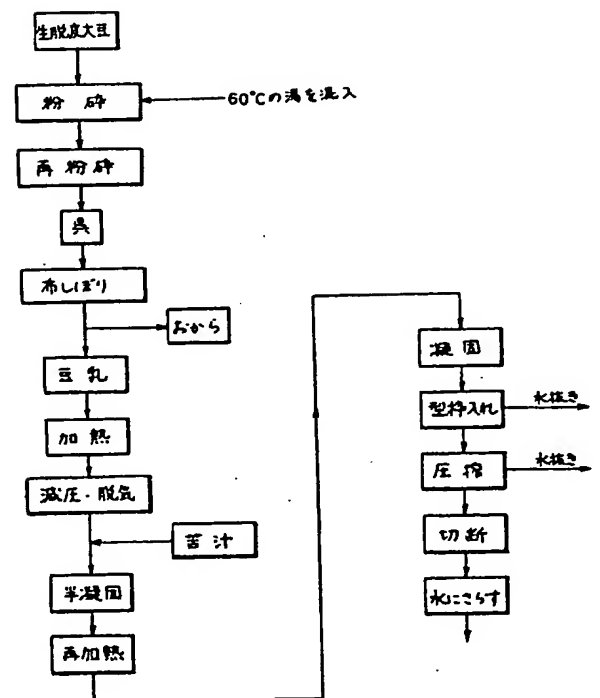 生脱皮大豆
粉砕
60℃の湯を混入
再粉砕
呉
布しぼり
おから
豆乳
加熱
減圧・脱気
苦汁
半凝固
再加熱
凝固
型枠入れ
水抜き
圧搾
水抜き
切断
水にさらす